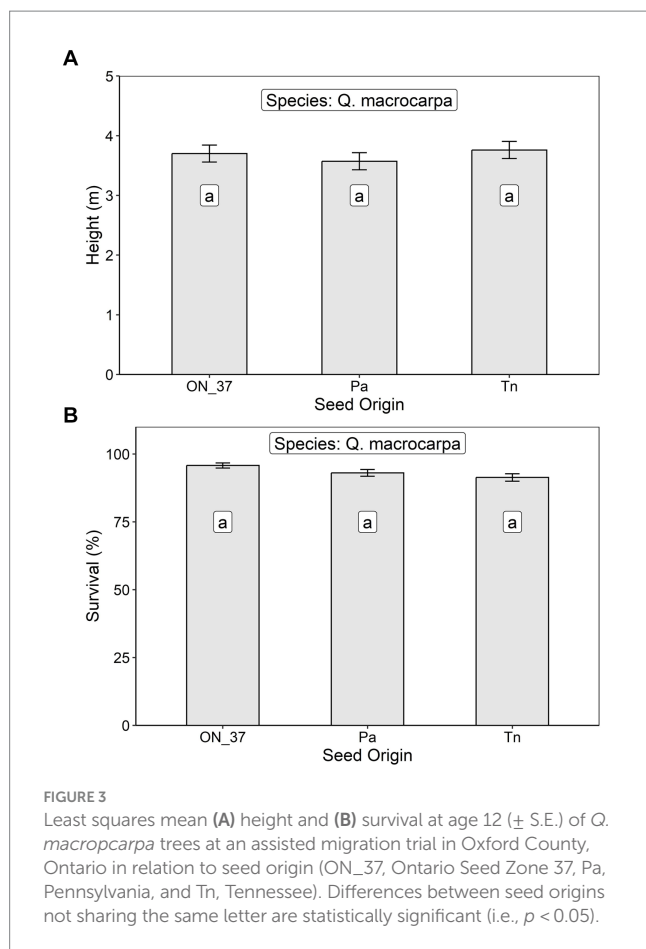 A
Species: Q. macrocarpa
5
4
3
2
1
0
Height (m)
a
a
a
ON_37
Pa
Tn
Seed Origin
B
Species: Q. macrocarpa
100
75
50
25
0
Survival (%)
a
a
a
ON_37
Pa
Tn
Seed Origin
FIGURE 3
Least squares mean (A) height and (B) survival at age 12 (± S.E.) of Q.
macropcarpa trees at an assisted migration trial in Oxford County,
Ontario in relation to seed origin (ON_37, Ontario Seed Zone 37, Pa,
Pennsylvania, and Tn, Tennessee). Differences between seed origins
not sharing the same letter are statistically significant (i.e., p < 0.05).